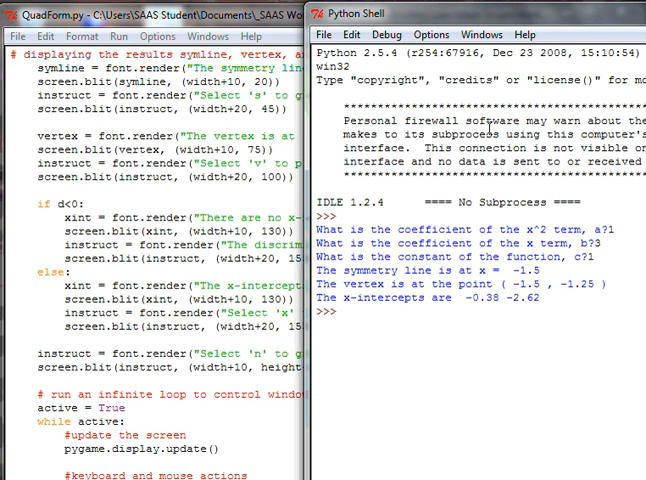 QuadForm.py - C:\Users\SAAS Student\Documents\_SAAS Wo
File Edit Format Run Options Windows Help
# displaying the results symline, vertex, a
symline = font.render("The symmetry lin
screen.blit(symline, (width+10, 20))
instruct = font.render("Select 's' to g
screen.blit(instruct, (width+20, 45))
vertex = font.render("The vertex is at
screen.blit(vertex, (width+10, 75))
instruct = font.render("Select 'v' to p
screen.blit(instruct, (width+20, 100))
if d<0:
xint = font.render("There are no x-
screen.blit(xint, (width+10, 130))
instruct = font.render("The discrim
screen.blit(instruct, (width+20, 15
else:
xint = font.render("The x-intercept
screen.blit(xint, (width+10, 130))
instruct = font.render("Select 'x'
screen.blit(instruct, (width+20, 15
instruct = font.render("Select 'n' to g
screen.blit(instruct, (width+10, height
# run an infinite loop to control windo
active = True
while active:
#update the screen
pygame.display.update()
#keyboard and mouse actions
Python Shell
File Edit Debug Options Windows Help
Python 2.5.4 (r254:67916, Dec 23 2008, 15:10:54)
win32
Type "copyright", "credits" or "license()" for mo
*********************************************
Personal firewall software may warn about the
makes to its subprocess using this computer's
interface. This connection is not visible on
interface and no data is sent to or received
*********************************************
IDLE 1.2.4 ==== No Subprocess ====
>>>
What is the coefficient of the x^2 term, a?1
What is the coefficient of the x term, b?3
What is the constant of the function, c?1
The symmetry line is at x = -1.5
The vertex is at the point ( -1.5 , -1.25 )
The x-intercepts are -0.38 -2.62
>>>